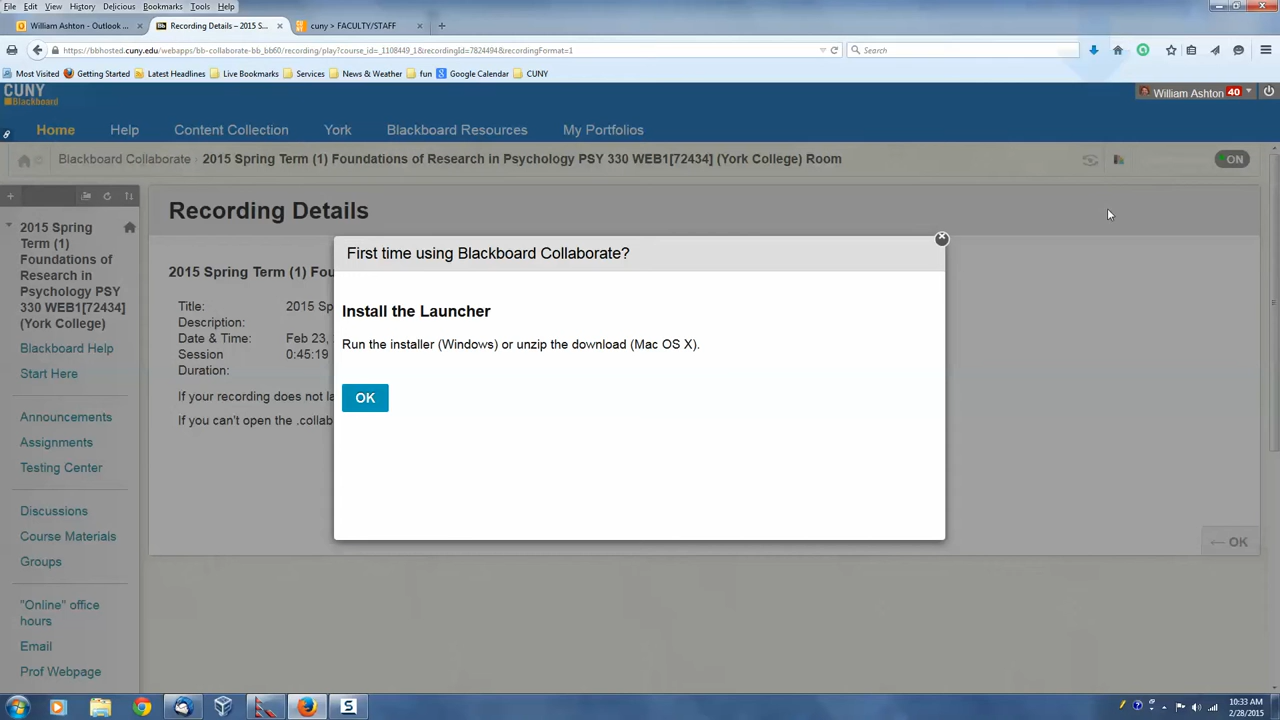 File Edit View History Delicious Bookmarks Tools Help
William Ashton - Outlook ... × Recording Details – 2015 S... × cuny > FACULTY/STAFF × +
https://bbhosted.cuny.edu/webapps/bb-collaborate-bb_bb60/recording/play?course_id=_1108449_1&recordingId=7824494&recordingFormat=1 Search
Most Visited Getting Started Latest Headlines Live Bookmarks Services News & Weather fun Google Calendar CUNY
CUNY
Blackboard
William Ashton 40
Home Help Content Collection York Blackboard Resources My Portfolios
Blackboard Collaborate 2015 Spring Term (1) Foundations of Research in Psychology PSY 330 WEB1[72434] (York College) Room ON
2015 Spring
Term (1)
Foundations of
Research in
Psychology PSY
330 WEB1[72434]
(York College)
Blackboard Help
Start Here
Announcements
Assignments
Testing Center
Discussions
Course Materials
Groups
"Online" office
hours
Email
Prof Webpage
Recording Details
2015 Spring Term (1) Fou
Title: 2015 Sp
Description:
Date & Time: Feb 23,
Session 0:45:19
Duration:
If your recording does not la
If you can't open the .collab
OK
First time using Blackboard Collaborate?
Install the Launcher
Run the installer (Windows) or unzip the download (Mac OS X).
OK
10:33 AM
2/28/2015